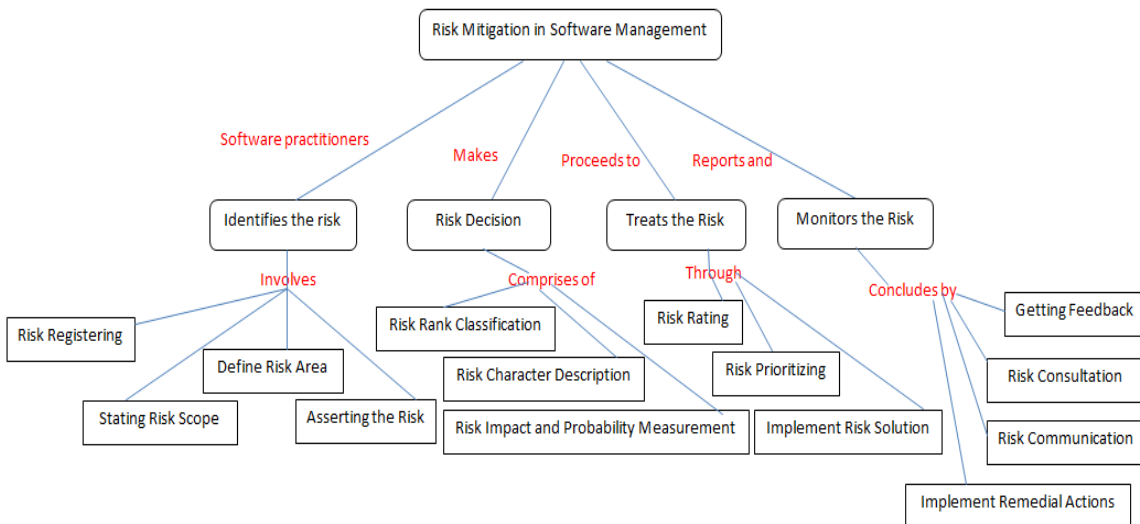 Risk Mitigation in Software Management
Software practitioners
Makes
Proceeds to
Reports and
Identifies the risk
Risk Decision
Treats the Risk
Monitors the Risk
Involves
Comprises of
Through
Concludes by
Risk Registering
Define Risk Area
Stating Risk Scope
Asserting the Risk
Risk Rank Classification
Risk Character Description
Risk Impact and Probability Measurement
Risk Rating
Risk Prioritizing
Implement Risk Solution
Getting Feedback
Risk Consultation
Risk Communication
Implement Remedial Actions